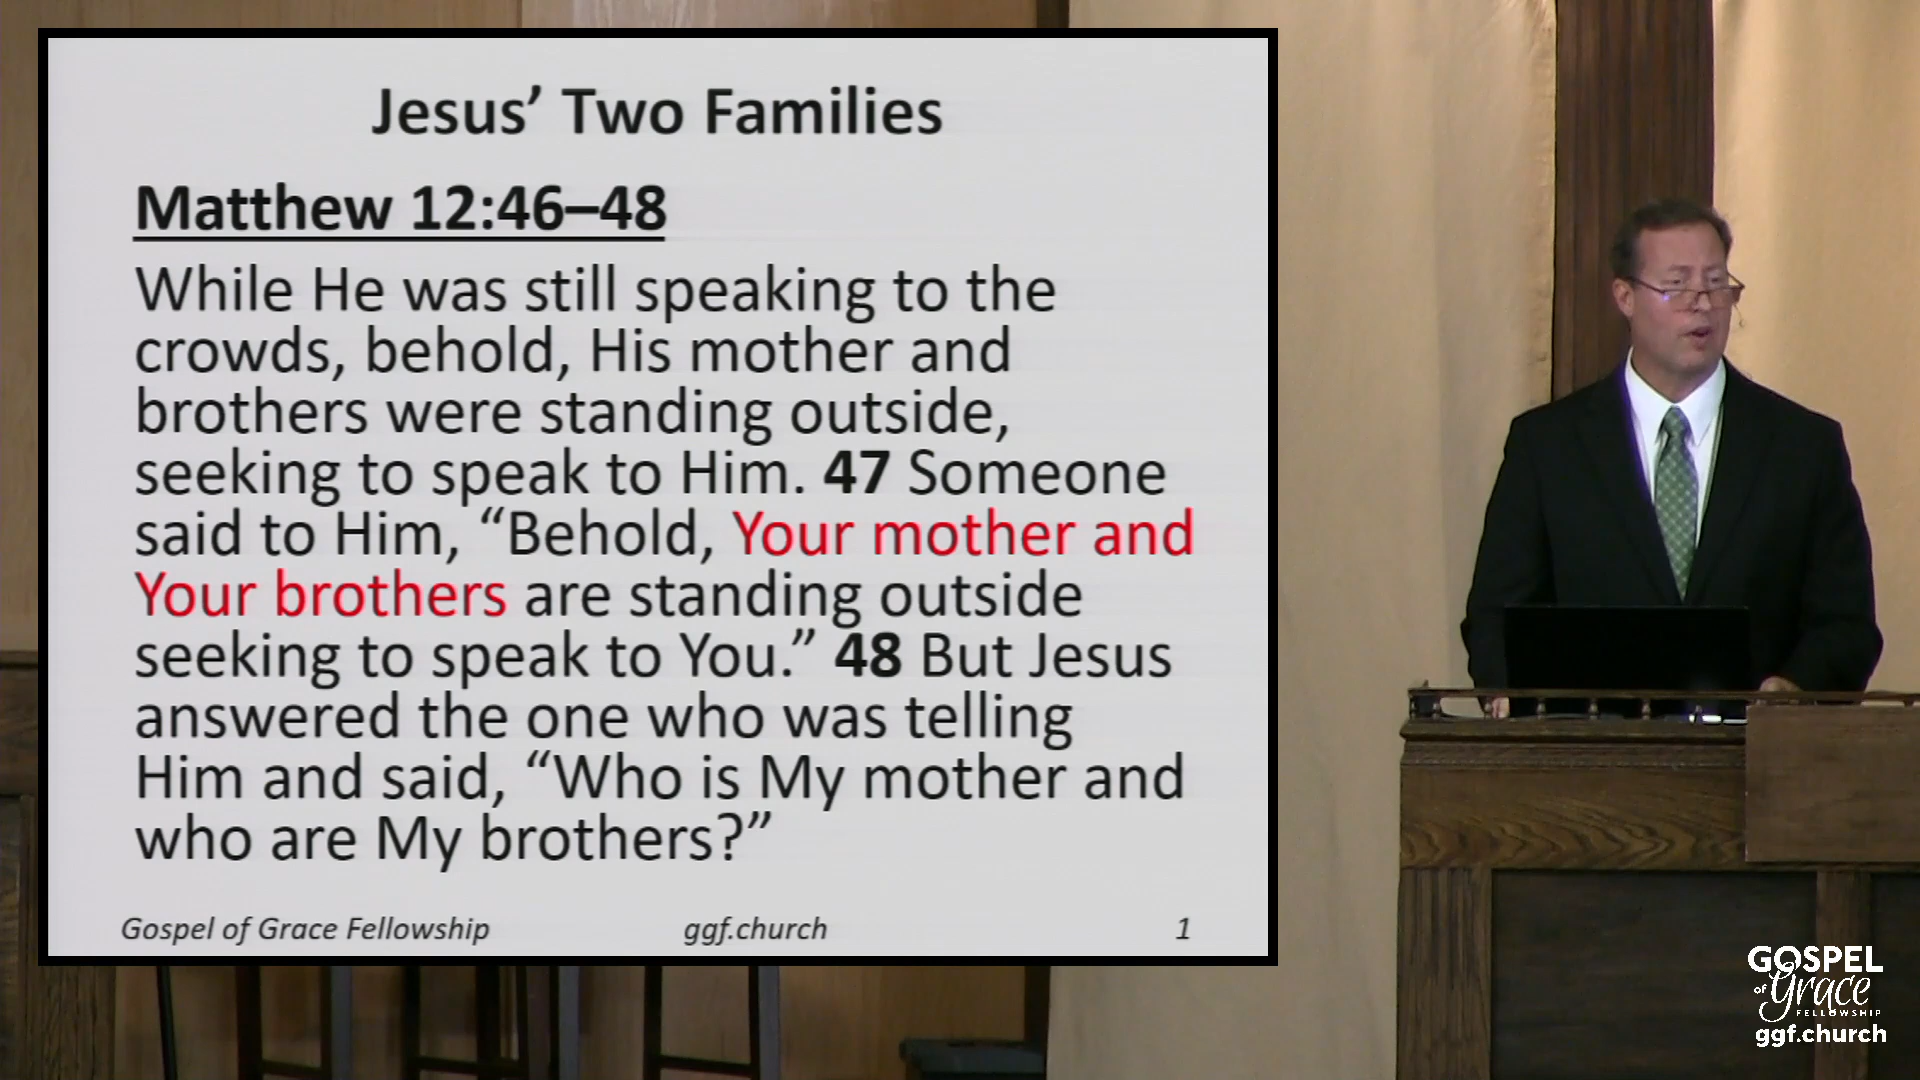 Jesus’ Two Families
Matthew 12:46–48
While He was still speaking to the
crowds, behold, His mother and
brothers were standing outside,
seeking to speak to Him. 47 Someone
said to Him, “Behold, Your mother and
Your brothers are standing outside
seeking to speak to You.” 48 But Jesus
answered the one who was telling
Him and said, “Who is My mother and
who are My brothers?”
Gospel of Grace Fellowship ggf.church 1
GOSPEL
of Grace
FELLOWSHIP
ggf.church